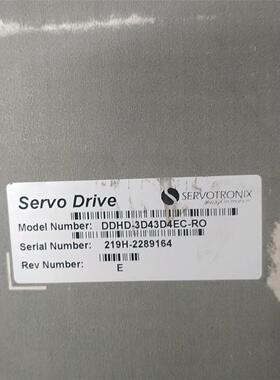 Servo Drive
SERVOTRONIX
Model Number: DDHD-3D43D4EC-RO
Serial Number: 219H-2289164
Rev Number: E